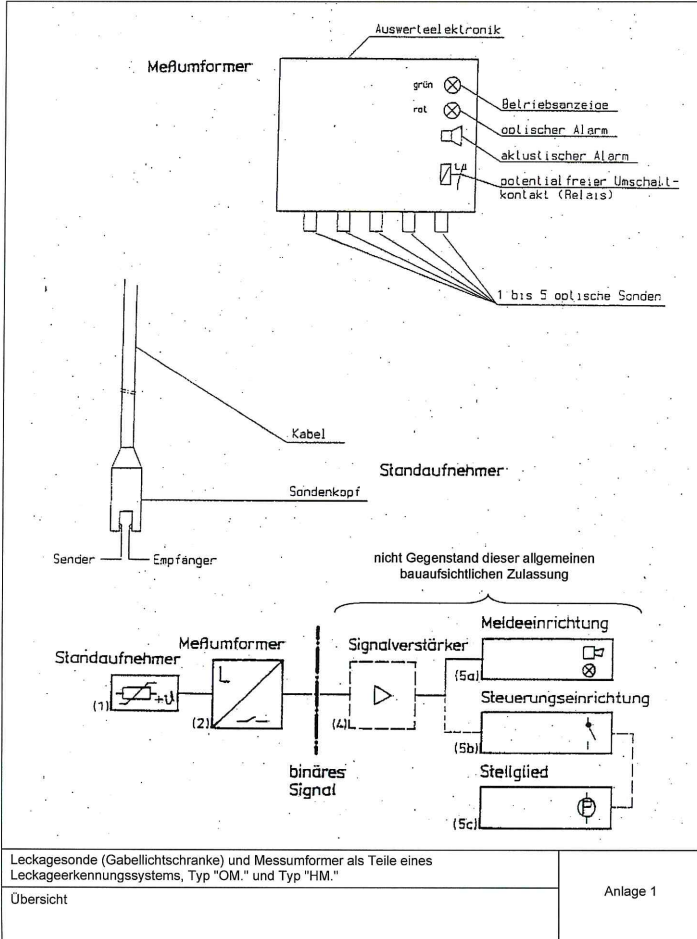 Auswerteelektronik
Meßumformer
grün
Betriebsanzeige
rot
optischer Alarm
aklustischer Alarm
potentialfreier Umschalt-
kontakt (Relais)
1 bis 5 optische Sonden
Kabel
Standaufnehmer
Sondenkopf
Sender
Empfänger
nicht Gegenstand dieser allgemeinen
bauaufsichtlichen Zulassung
Meldeeinrichtung
Meßumformer
Signalverstärker
Standaufnehmer
(5a)
+ϑ
(1)
(2)
(4)
Steuerungseinrichtung
(5b)
binäres
Signal
Stellglied
P
(5c)
Leckagesonde (Gabellichtschranke) und Messumformer als Teile eines
Leckageerkennungssystems, Typ "OM." und Typ "HM."
Übersicht
Anlage 1